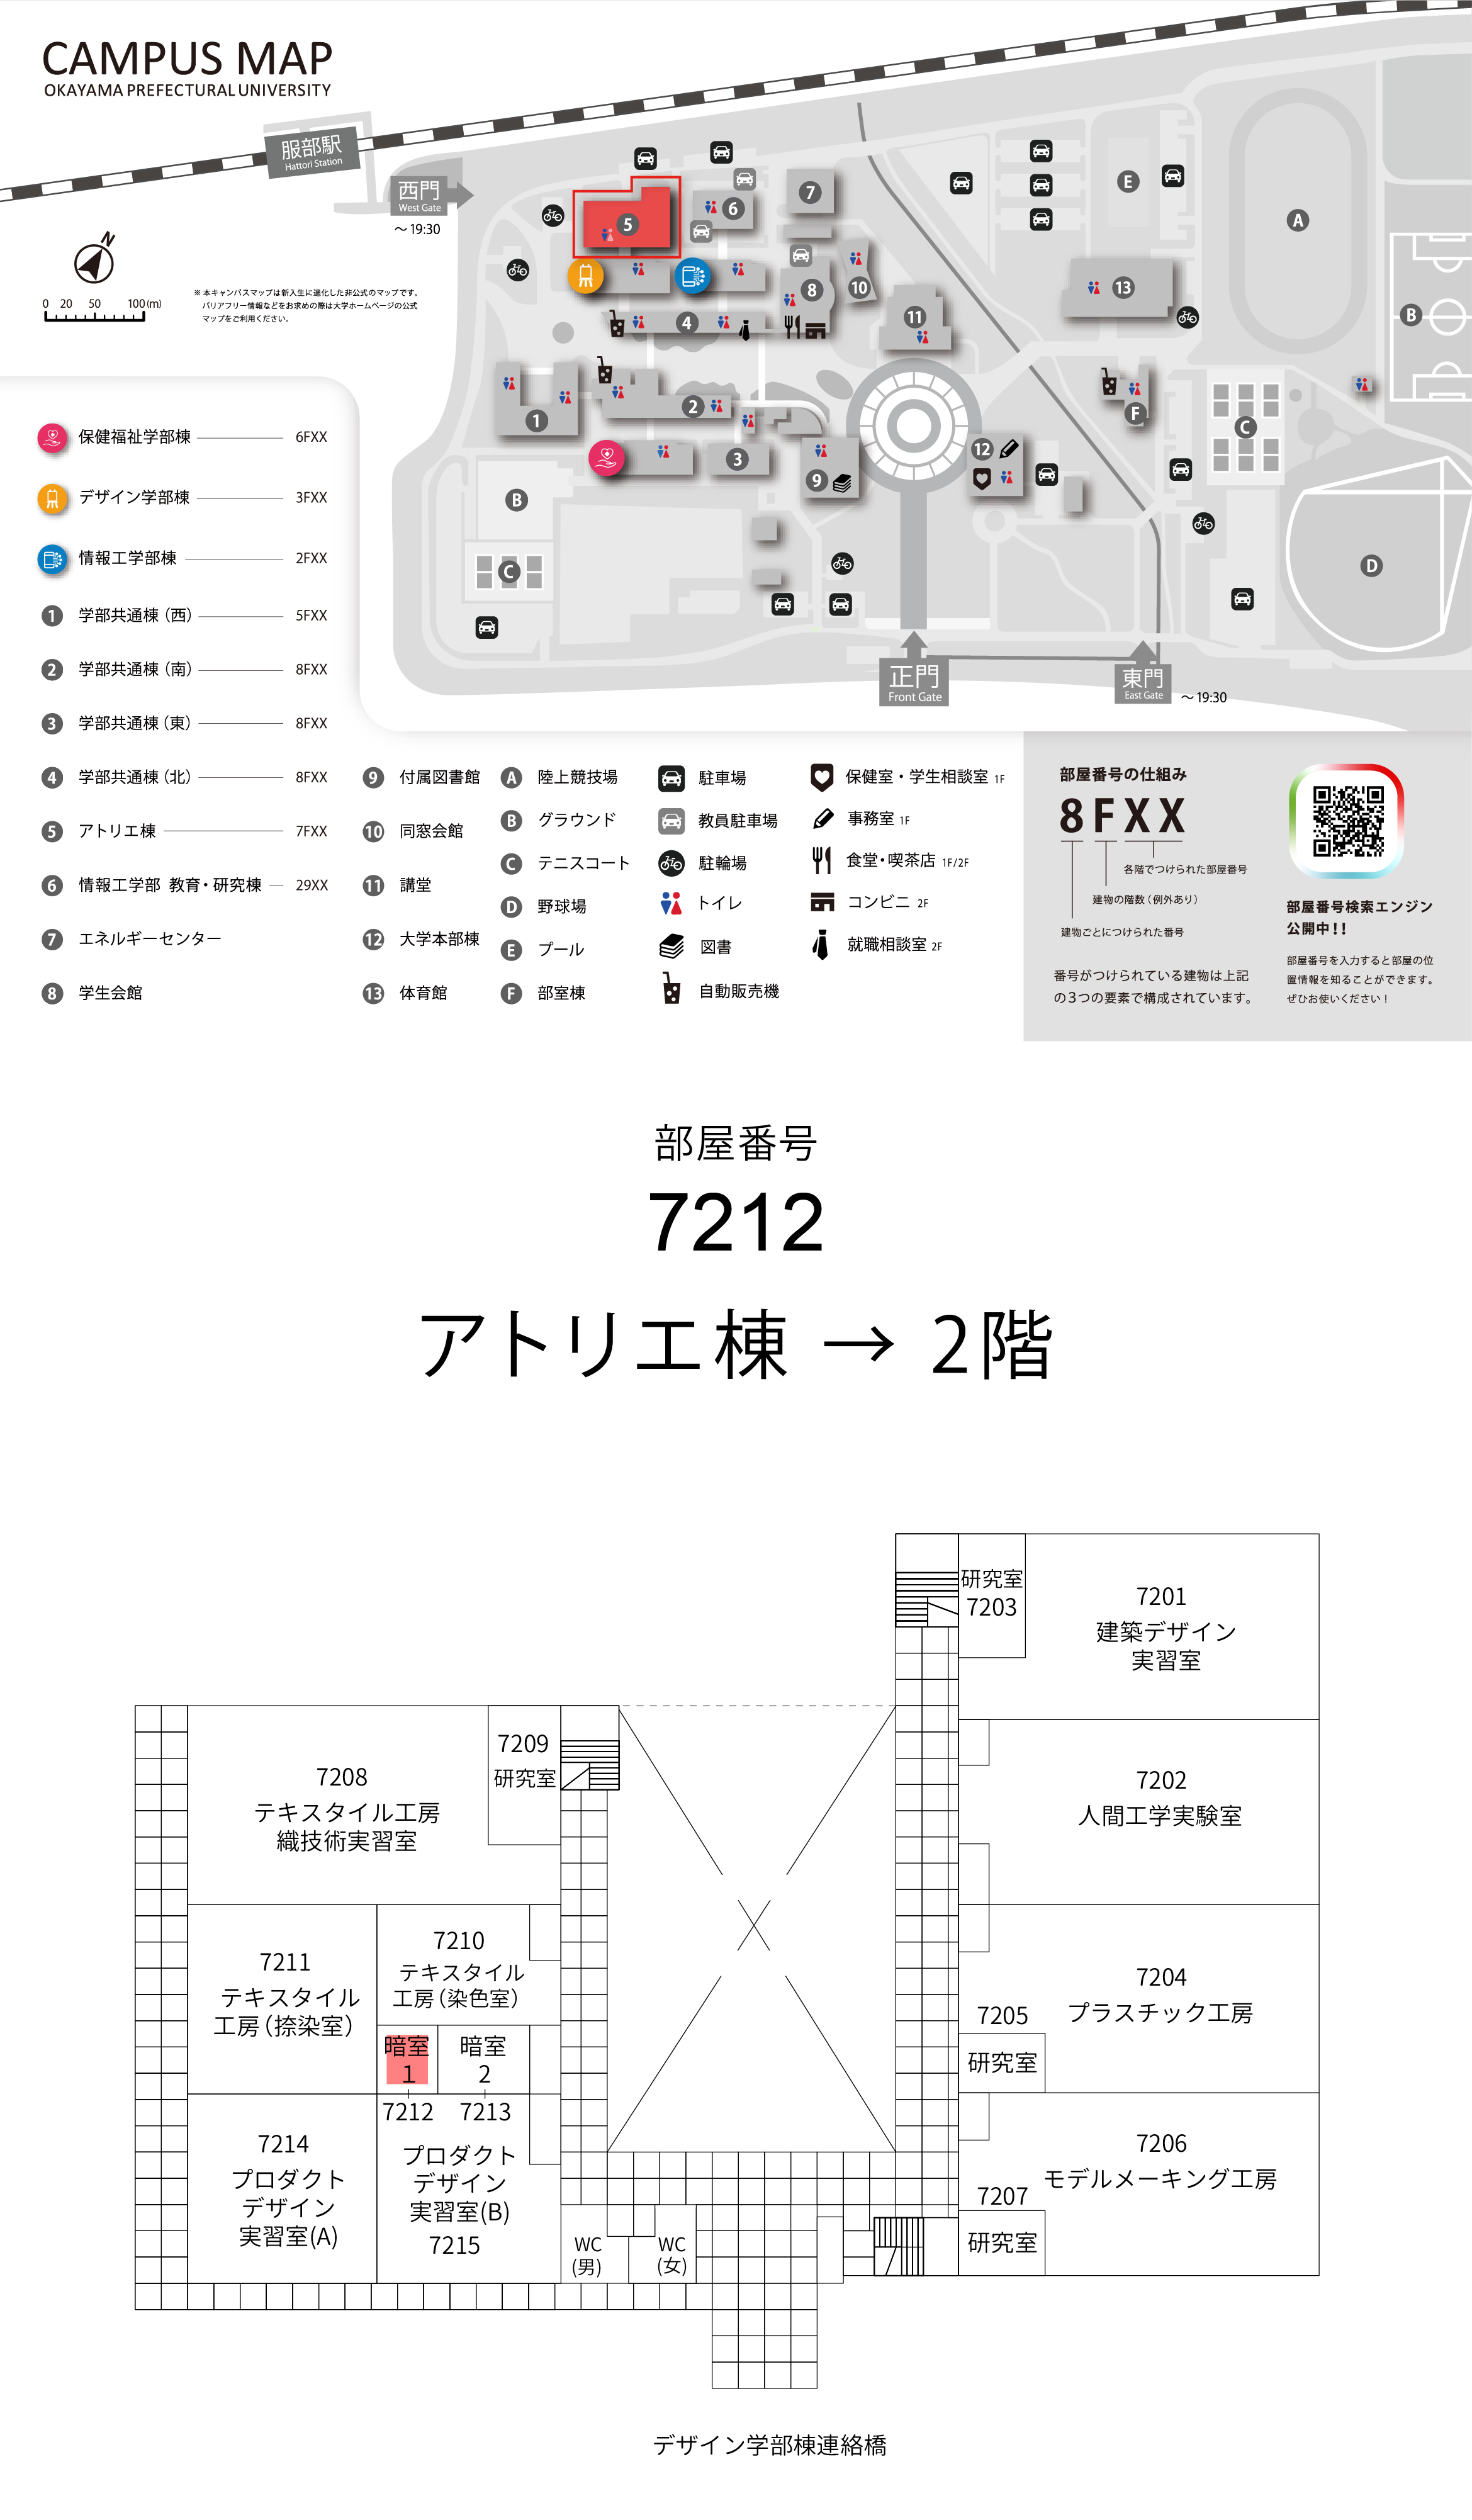 CAMPUS MAP
OKAYAMA PREFECTURAL UNIVERSITY
服部駅
Hattori Station
西門
West Gate
～19:30
N
0 20 50 100(m)
※ 本キャンパスマップは新入生に適化した非公式のマップです。
バリアフリー情報などをお求めの際は大学ホームページの公式
マップをご利用ください。
5
6
7
8
10
4
11
13
E
A
B
1
2
3
9
12
F
C
B
C
D
正門
Front Gate
東門
East Gate
～19:30
保健福祉学部棟 6FXX
デザイン学部棟 3FXX
情報工学部棟 2FXX
1 学部共通棟（西） 5FXX
2 学部共通棟（南） 8FXX
3 学部共通棟（東） 8FXX
4 学部共通棟（北） 8FXX
5 アトリエ棟 7FXX
6 情報工学部 教育・研究棟 29XX
7 エネルギーセンター
8 学生会館
9 付属図書館
10 同窓会館
11 講堂
12 大学本部棟
13 体育館
A 陸上競技場
B グラウンド
C テニスコート
D 野球場
E プール
F 部室棟
駐車場
教員駐車場
駐輪場
トイレ
図書
自動販売機
保健室・学生相談室 1F
事務室 1F
食堂・喫茶店 1F/2F
コンビニ 2F
就職相談室 2F
部屋番号の仕組み
8FXX
各階でつけられた部屋番号
建物の階数（例外あり）
建物ごとにつけられた番号
番号がつけられている建物は上記
の３つの要素で構成されています。
部屋番号検索エンジン
公開中！！
部屋番号を入力すると部屋の位
置情報を知ることができます。
ぜひお使いください！
部屋番号
7212
アトリエ棟 → 2階
研究室
7203
7201
建築デザイン
実習室
7209
研究室
7208
テキスタイル工房
織技術実習室
7202
人間工学実験室
7211
テキスタイル
工房（捺染室）
7210
テキスタイル
工房（染色室）
7204
プラスチック工房
7205
研究室
暗室
1
暗室
2
7212
7213
7214
プロダクト
デザイン
実習室(A)
プロダクト
デザイン
実習室(B)
7215
7206
モデルメーキング工房
7207
研究室
WC
(男)
WC
(女)
デザイン学部棟連絡橋